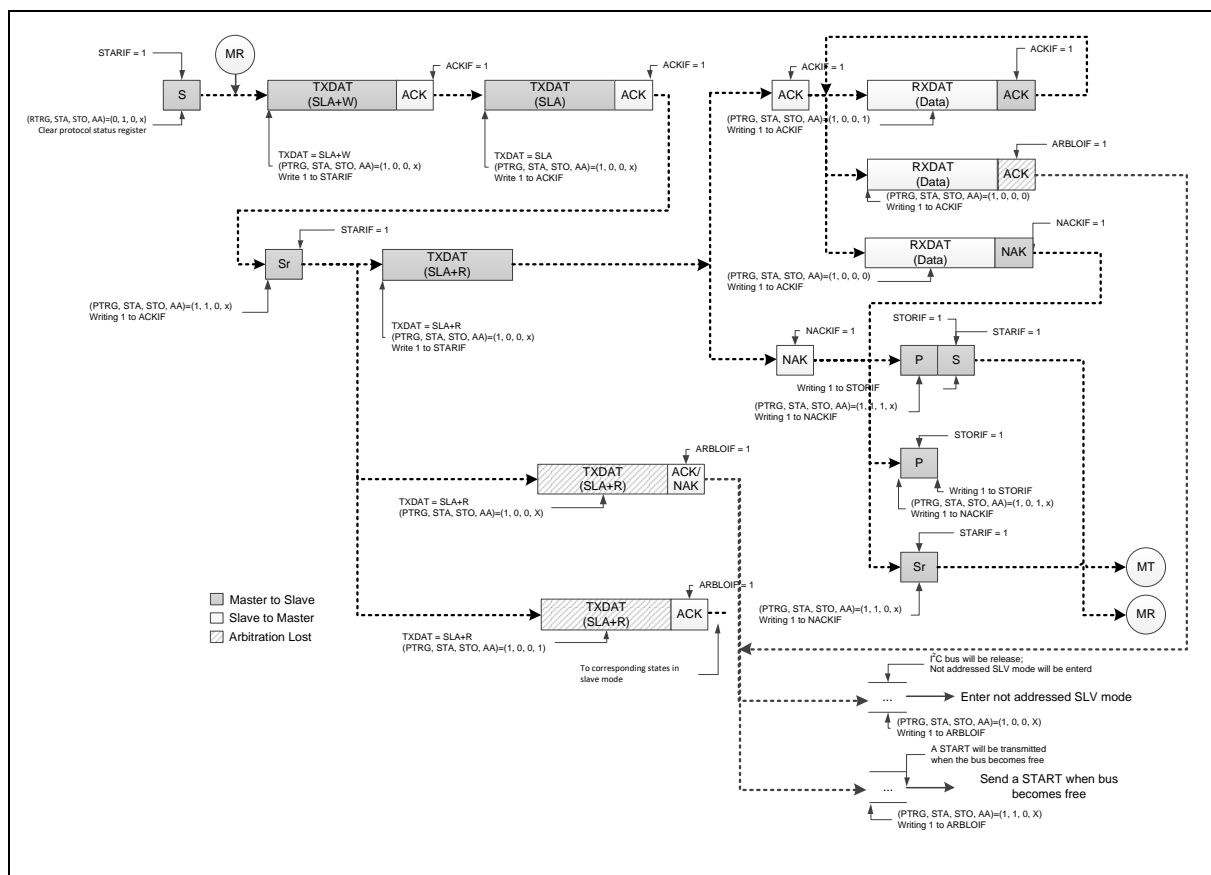 STARIF = 1
MR
S
(RTRG, STA, STO, AA)=(0, 1, 0, x)
Clear protocol status register
TXDAT
(SLA+W)
ACK
ACKIF = 1
TXDAT = SLA+W
(PTRG, STA, STO, AA)=(1, 0, 0, x)
Write 1 to STARIF
TXDAT
(SLA)
ACK
ACKIF = 1
TXDAT = SLA
(PTRG, STA, STO, AA)=(1, 0, 0, x)
Write 1 to ACKIF
ACKIF = 1
ACK
RXDAT
(Data)
ACK
ACKIF = 1
(PTRG, STA, STO, AA)=(1, 0, 0, 1)
Writing 1 to ACKIF
ARBLOIF = 1
RXDAT
(Data)
ACK
(PTRG, STA, STO, AA)=(1, 0, 0, 0)
Writing 1 to ACKIF
NACKIF = 1
RXDAT
(Data)
NAK
(PTRG, STA, STO, AA)=(1, 0, 0, 0)
Writing 1 to ACKIF
STARIF = 1
Sr
(PTRG, STA, STO, AA)=(1, 1, 0, x)
Writing 1 to ACKIF
TXDAT
(SLA+R)
TXDAT = SLA+R
(PTRG, STA, STO, AA)=(1, 0, 0, x)
Write 1 to STARIF
NACKIF = 1
NAK
STORIF = 1
STARIF = 1
P
S
Writing 1 to STORIF
(PTRG, STA, STO, AA)=(1, 1, 1, x)
Writing 1 to NACKIF
STORIF = 1
P
Writing 1 to STORIF
(PTRG, STA, STO, AA)=(1, 0, 1, x)
Writing 1 to NACKIF
STARIF = 1
Sr
(PTRG, STA, STO, AA)=(1, 1, 0, x)
Writing 1 to NACKIF
MT
MR
ARBLOIF = 1
TXDAT
(SLA+R)
ACK/
NAK
TXDAT = SLA+R
(PTRG, STA, STO, AA)=(1, 0, 0, X)
ARBLOIF = 1
TXDAT
(SLA+R)
ACK
TXDAT = SLA+R
(PTRG, STA, STO, AA)=(1, 0, 0, 1)
To corresponding states in
slave mode
Master to Slave
Slave to Master
Arbitration Lost
I²C bus will be release;
Not addressed SLV mode will be enterd
...
Enter not addressed SLV mode
(PTRG, STA, STO, AA)=(1, 0, 0, X)
Writing 1 to ARBLOIF
A START will be transmitted
when the bus becomes free
...
Send a START when bus
becomes free
(PTRG, STA, STO, AA)=(1, 1, 0, X)
Writing 1 to ARBLOIF